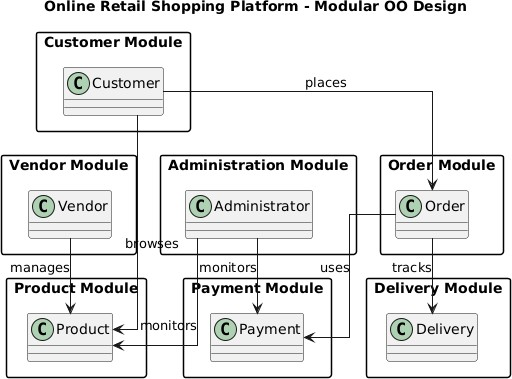 Online Retail Shopping Platform - Modular OO Design
Customer Module
C Customer
places
Vendor Module
Administration Module
Order Module
C Vendor
C Administrator
C Order
browses
manages
monitors
uses
tracks
Product Module
Payment Module
Delivery Module
C Product
monitors
C Payment
C Delivery